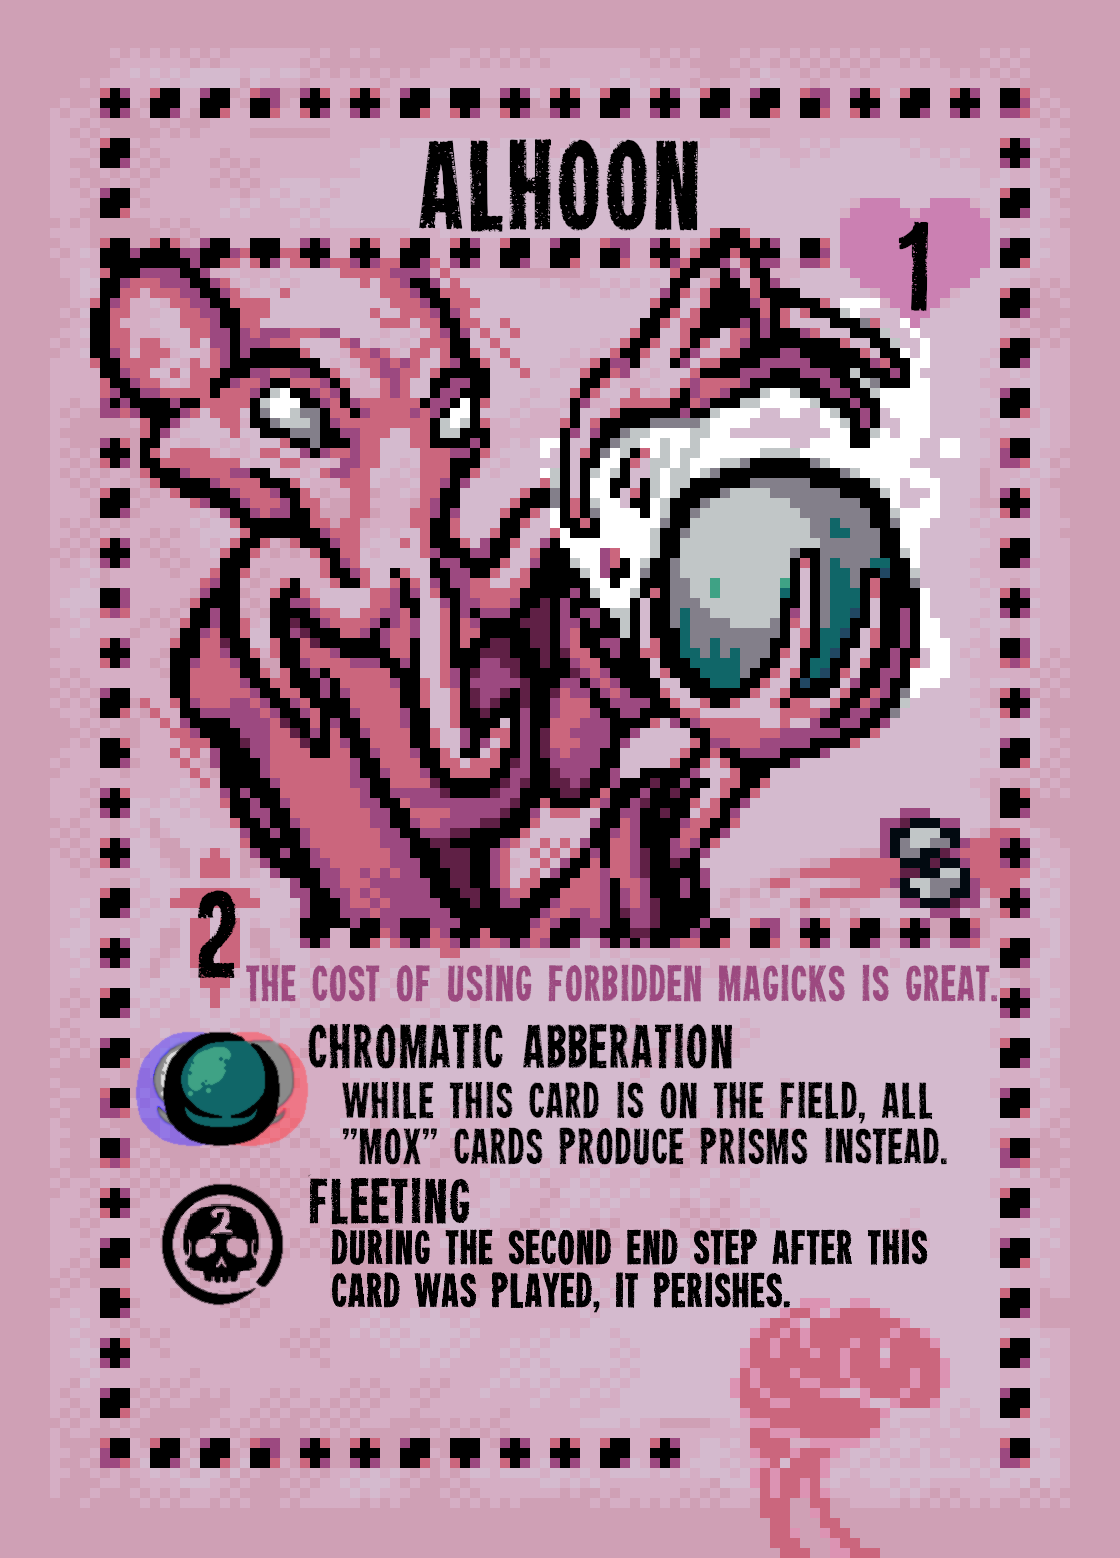 ALHOON
1
2
THE COST OF USING FORBIDDEN MAGICKS IS GREAT.
CHROMATIC ABBERATION
WHILE THIS CARD IS ON THE FIELD, ALL
"MOX" CARDS PRODUCE PRISMS INSTEAD.
FLEETING
2
DURING THE SECOND END STEP AFTER THIS
CARD WAS PLAYED, IT PERISHES.